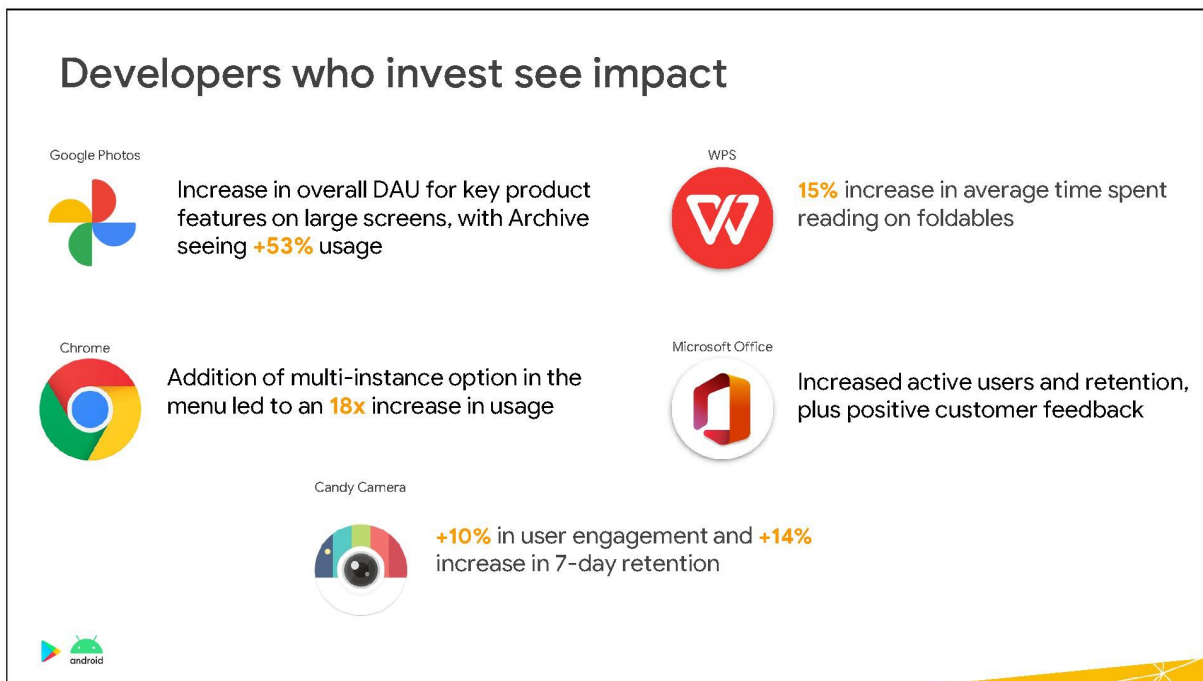 Developers who invest see impact
Google Photos
Increase in overall DAU for key product
features on large screens, with Archive
seeing +53% usage
WPS
15% increase in average time spent
reading on foldables
Chrome
Addition of multi-instance option in the
menu led to an 18x increase in usage
Microsoft Office
Increased active users and retention,
plus positive customer feedback
Candy Camera
+10% in user engagement and +14%
increase in 7-day retention
android